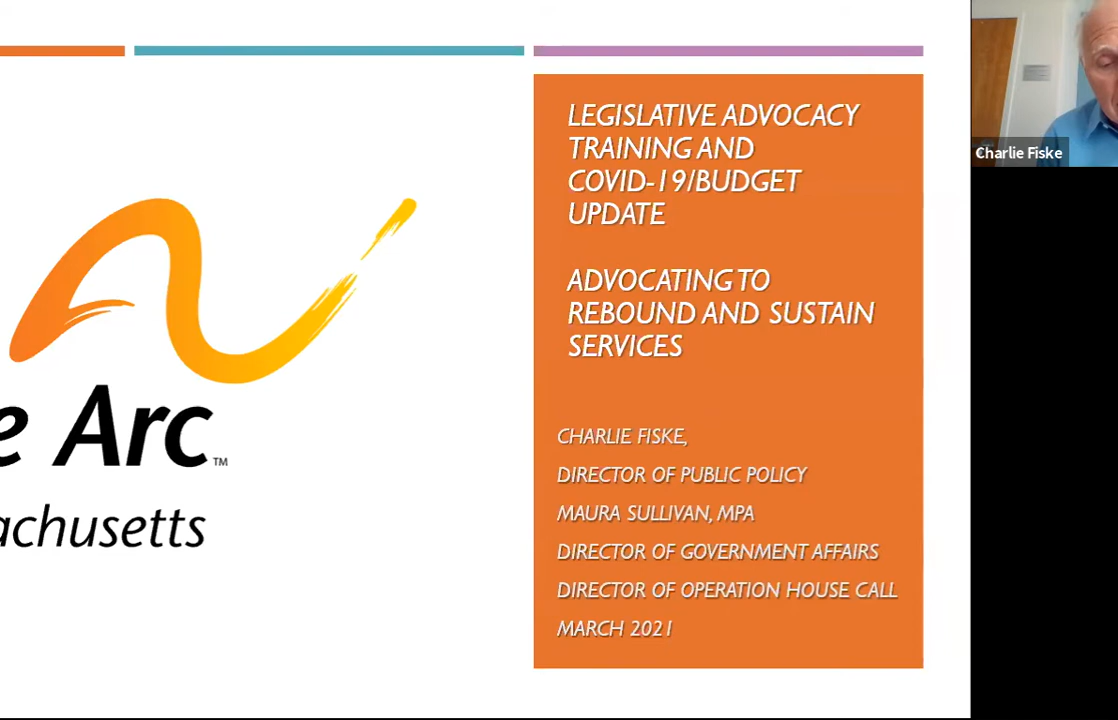 LEGISLATIVE ADVOCACY
TRAINING AND
COVID-19/BUDGET
UPDATE
ADVOCATING TO
REBOUND AND SUSTAIN
SERVICES
CHARLIE FISKE,
DIRECTOR OF PUBLIC POLICY
MAURA SULLIVAN, MPA
DIRECTOR OF GOVERNMENT AFFAIRS
DIRECTOR OF OPERATION HOUSE CALL
MARCH 2021
e Arc™
achusetts
Charlie Fiske